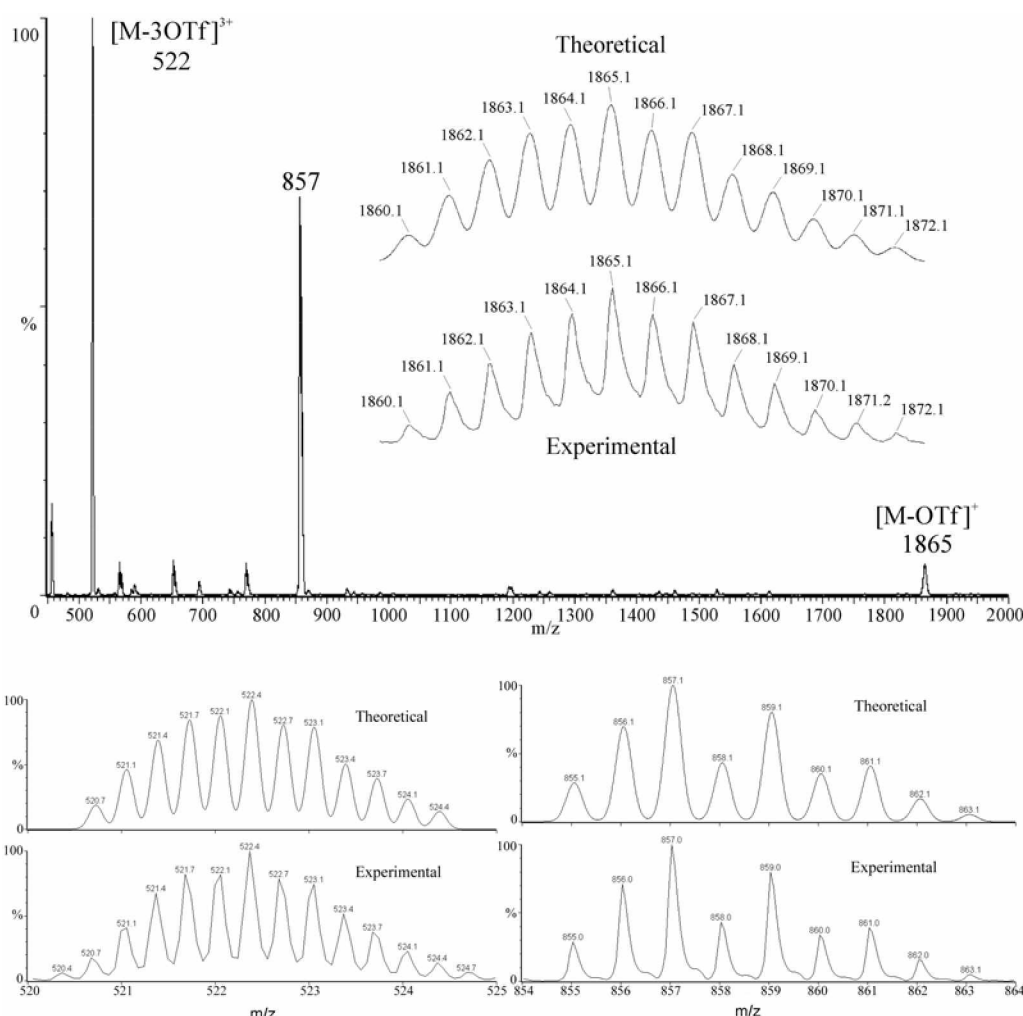 100
%
0
[M-3OTf]3+
522
857
[M-OTf]+
1865
500 600 700 800 900 1000 1100 1200 1300 1400 1500 1600 1700 1800 1900 2000
m/z
Theoretical
1860.1 1861.1 1862.1 1863.1 1864.1 1865.1 1866.1 1867.1 1868.1 1869.1 1870.1 1871.1 1872.1
1860.1 1861.1 1862.1 1863.1 1864.1 1865.1 1866.1 1867.1 1868.1 1869.1 1870.1 1871.2 1872.1
Experimental
100
%
0
Theoretical
520.7 521.1 521.4 521.7 522.1 522.4 522.7 523.1 523.4 523.7 524.1 524.4
100
%
0
Experimental
520.4 520.7 521.1 521.4 521.7 522.1 522.4 522.7 523.1 523.4 523.7 524.1 524.4 524.7
520 521 522 523 524 525
m/z
100
%
0
Theoretical
855.1 856.1 857.1 858.1 859.1 860.1 861.1 862.1 863.1
100
%
0
Experimental
855.0 856.0 857.0 858.0 859.0 860.0 861.0 862.0 863.1
854 855 856 857 858 859 860 861 862 863 864
m/z